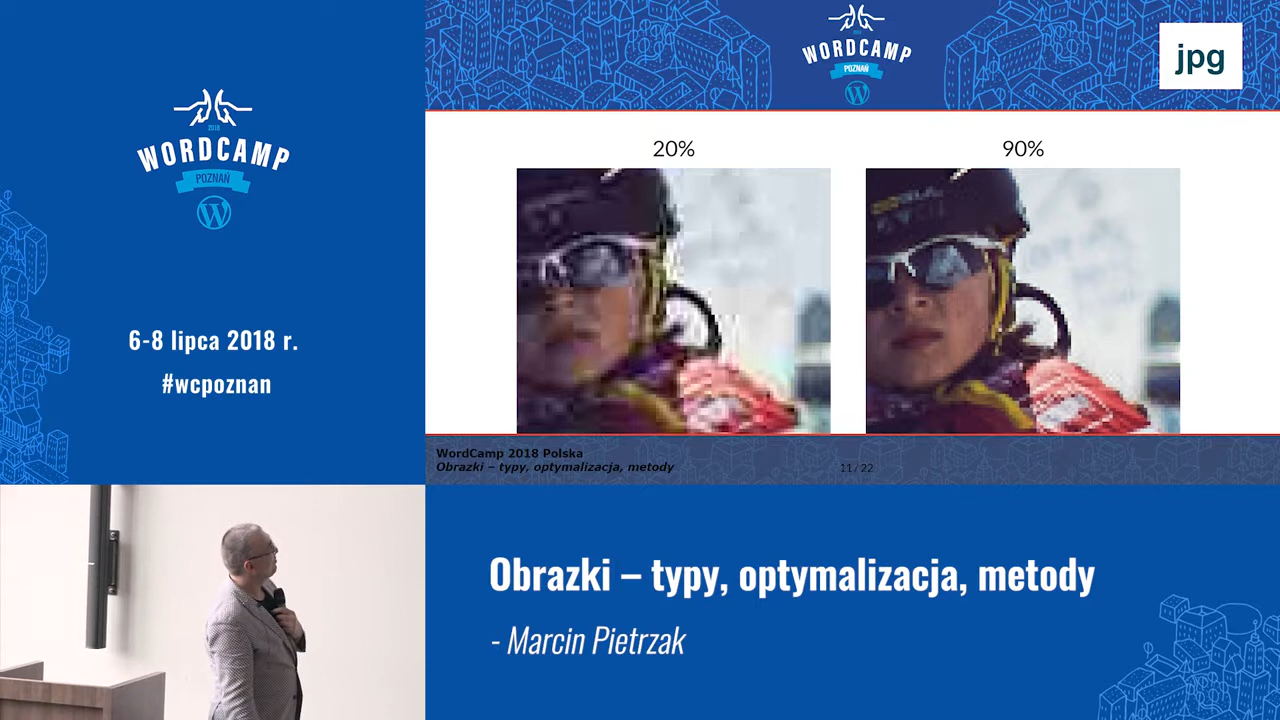 2018
WORDCAMP
POZNAŃ
6-8 lipca 2018 r.
#wcpoznan
WORDCAMP
POZNAŃ
jpg
20%
90%
WordCamp 2018 Polska
Obrazki – typy, optymalizacja, metody
11 / 22
Obrazki – typy, optymalizacja, metody
- Marcin Pietrzak